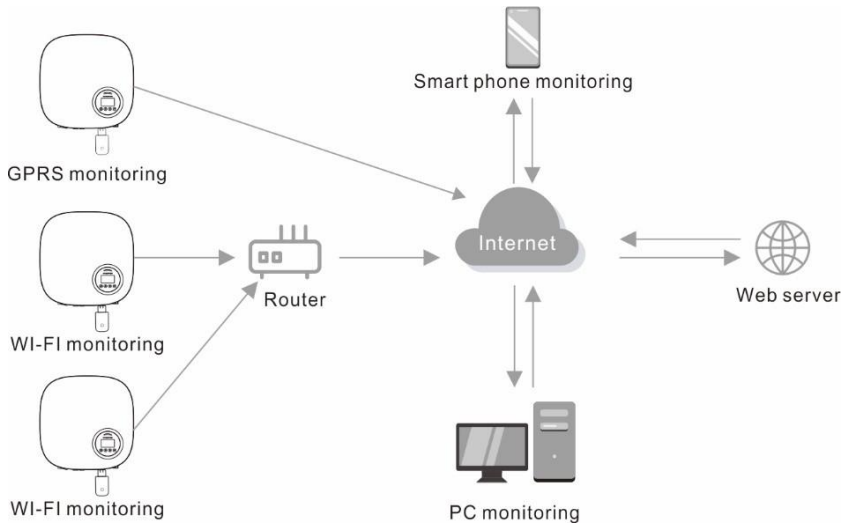 Smart phone monitoring
GPRS monitoring
Internet
Router
Web server
WI-FI monitoring
WI-FI monitoring
PC monitoring